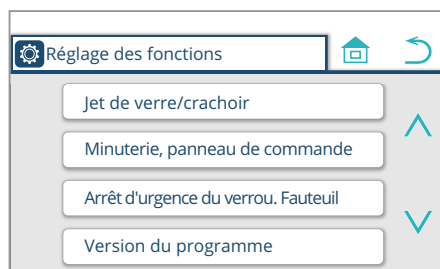 Réglage des fonctions
Jet de verre/crachoir
Minuterie, panneau de commande
Arrêt d'urgence du verrou. Fauteuil
Version du programme